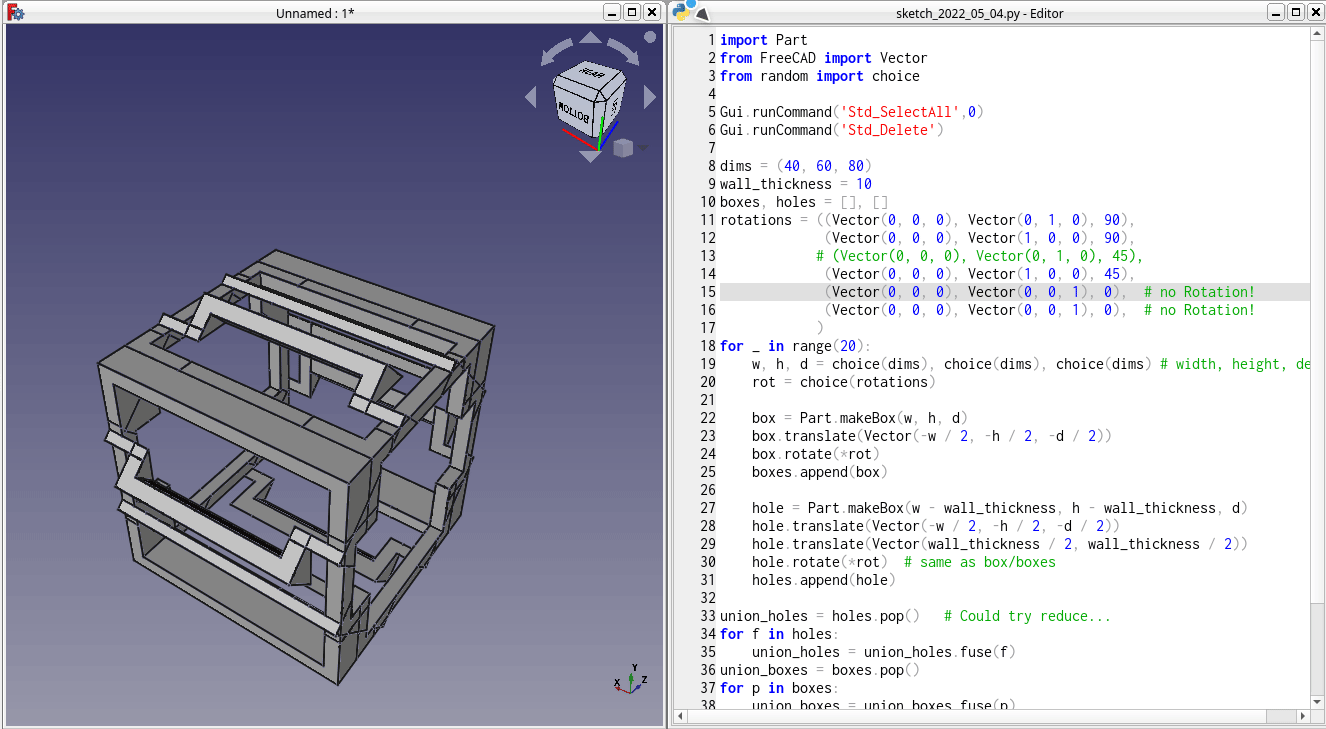 Unnamed : 1*
REAR
BOTTOM
Y
X
Z
sketch_2022_05_04.py - Editor
1 import Part
2 from FreeCAD import Vector
3 from random import choice
4
5 Gui.runCommand('Std_SelectAll',0)
6 Gui.runCommand('Std_Delete')
7
8 dims = (40, 60, 80)
9 wall_thickness = 10
10 boxes, holes = [], []
11 rotations = ((Vector(0, 0, 0), Vector(0, 1, 0), 90),
12              (Vector(0, 0, 0), Vector(1, 0, 0), 90),
13             # (Vector(0, 0, 0), Vector(0, 1, 0), 45),
14              (Vector(0, 0, 0), Vector(1, 0, 0), 45),
15              (Vector(0, 0, 0), Vector(0, 0, 1), 0),  # no Rotation!
16              (Vector(0, 0, 0), Vector(0, 0, 1), 0),  # no Rotation!
17             )
18 for _ in range(20):
19     w, h, d = choice(dims), choice(dims), choice(dims) # width, height, de
20     rot = choice(rotations)
21
22     box = Part.makeBox(w, h, d)
23     box.translate(Vector(-w / 2, -h / 2, -d / 2))
24     box.rotate(*rot)
25     boxes.append(box)
26
27     hole = Part.makeBox(w - wall_thickness, h - wall_thickness, d)
28     hole.translate(Vector(-w / 2, -h / 2, -d / 2))
29     hole.translate(Vector(wall_thickness / 2, wall_thickness / 2))
30     hole.rotate(*rot)  # same as box/boxes
31     holes.append(hole)
32
33 union_holes = holes.pop()   # Could try reduce...
34 for f in holes:
35     union_holes = union_holes.fuse(f)
36 union_boxes = boxes.pop()
37 for p in boxes:
38     union_boxes = union_boxes.fuse(p)